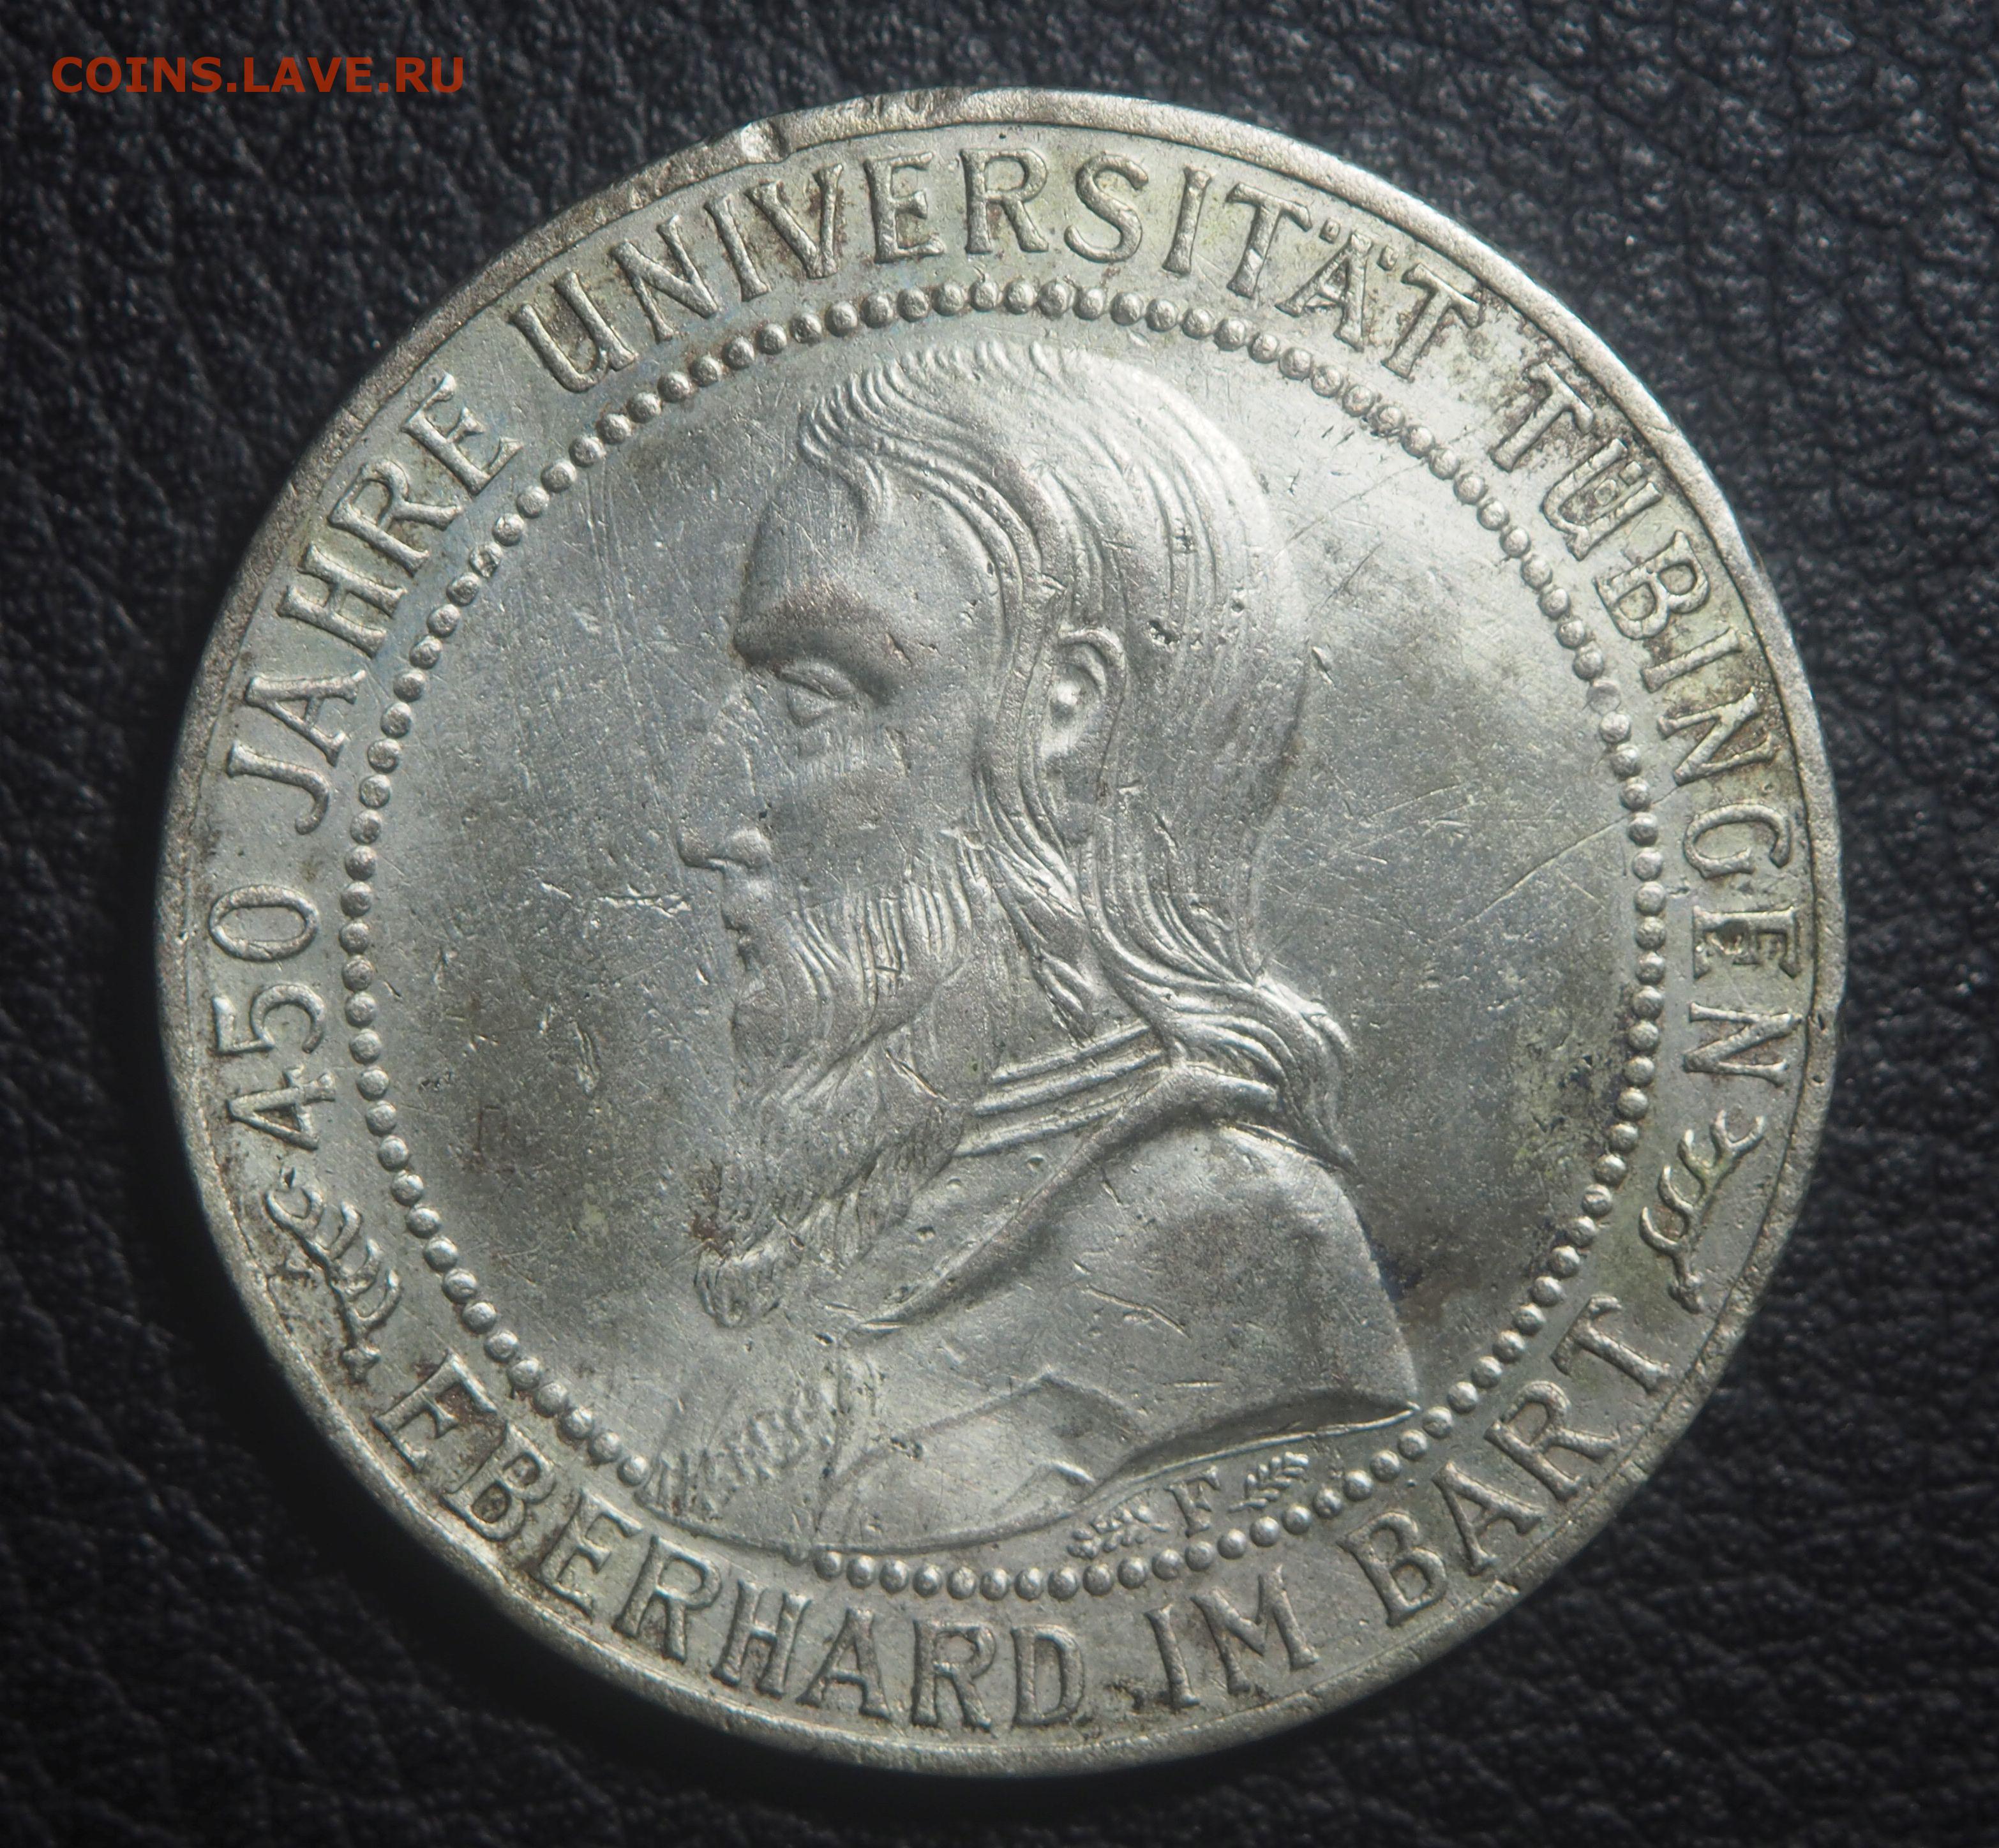 COINS.LAVE.RU
450 JAHRE UNIVERSITÄT TÜBINGEN
EBERHARD IM BART
F